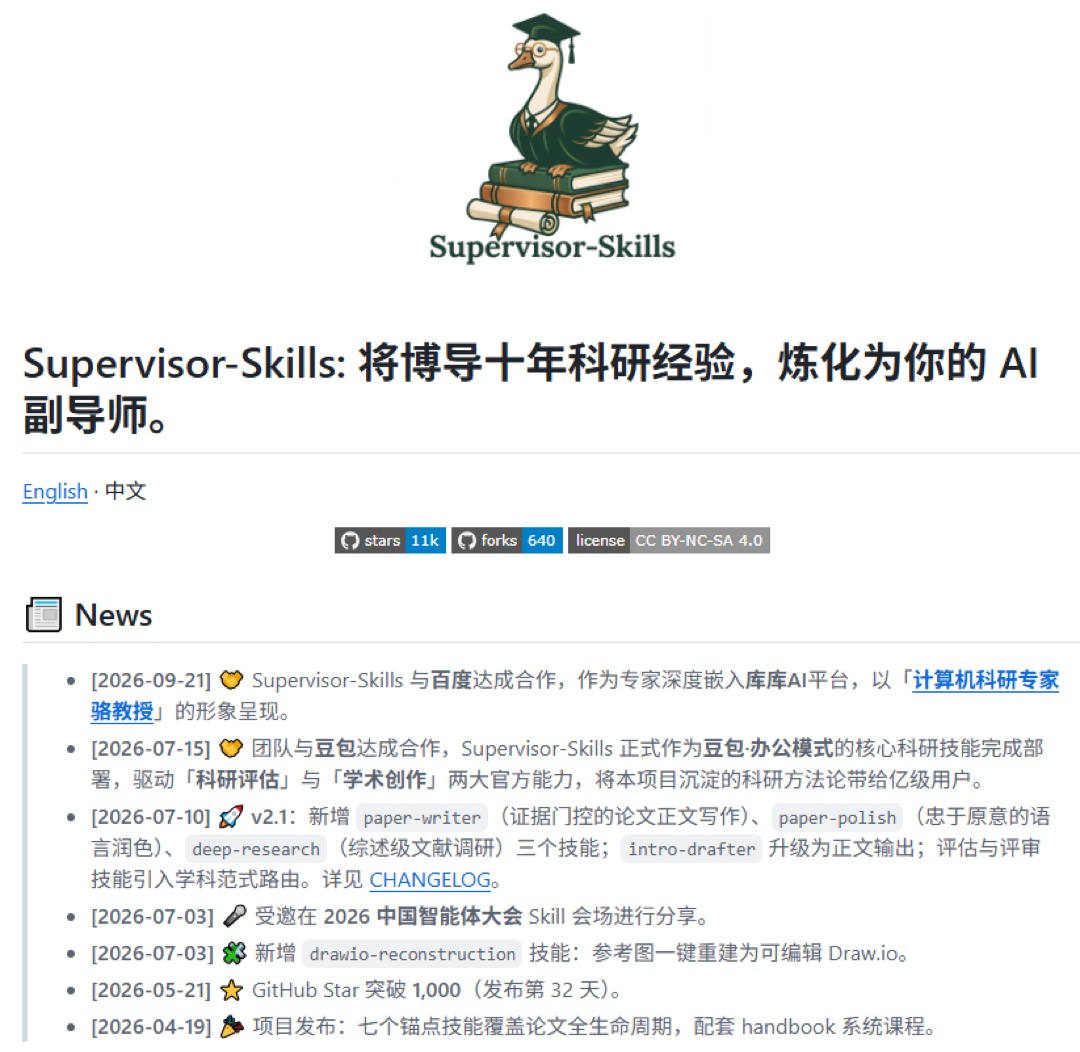 Supervisor-Skills
Supervisor-Skills: 将博导十年科研经验，炼化为你的 AI
副导师。
English · 中文
stars 11k forks 640 license CC BY-NC-SA 4.0
News
[2026-09-21] 🤝 Supervisor-Skills 与百度达成合作，作为专家深度嵌入库库AI平台，以「计算机科研专家
骆教授」的形象呈现。
[2026-07-15] 🤝 团队与豆包达成合作，Supervisor-Skills 正式作为豆包·办公模式的核心科研技能完成部
署，驱动「科研评估」与「学术创作」两大官方能力，将本项目沉淀的科研方法论带给亿级用户。
[2026-07-10] 🚀 v2.1：新增 paper-writer （证据门控的论文正文写作）、 paper-polish （忠于原意的语
言润色）、 deep-research （综述级文献调研）三个技能； intro-drafter 升级为正文输出；评估与评审
技能引入学科范式路由。详见 CHANGELOG。
[2026-07-03] 🎤 受邀在 2026 中国智能体大会 Skill 会场进行分享。
[2026-07-03] 🧩 新增 drawio-reconstruction 技能：参考图一键重建为可编辑 Draw.io。
[2026-05-21] ⭐ GitHub Star 突破 1,000（发布第 32 天）。
[2026-04-19] 🎉 项目发布：七个锚点技能覆盖论文全生命周期，配套 handbook 系统课程。